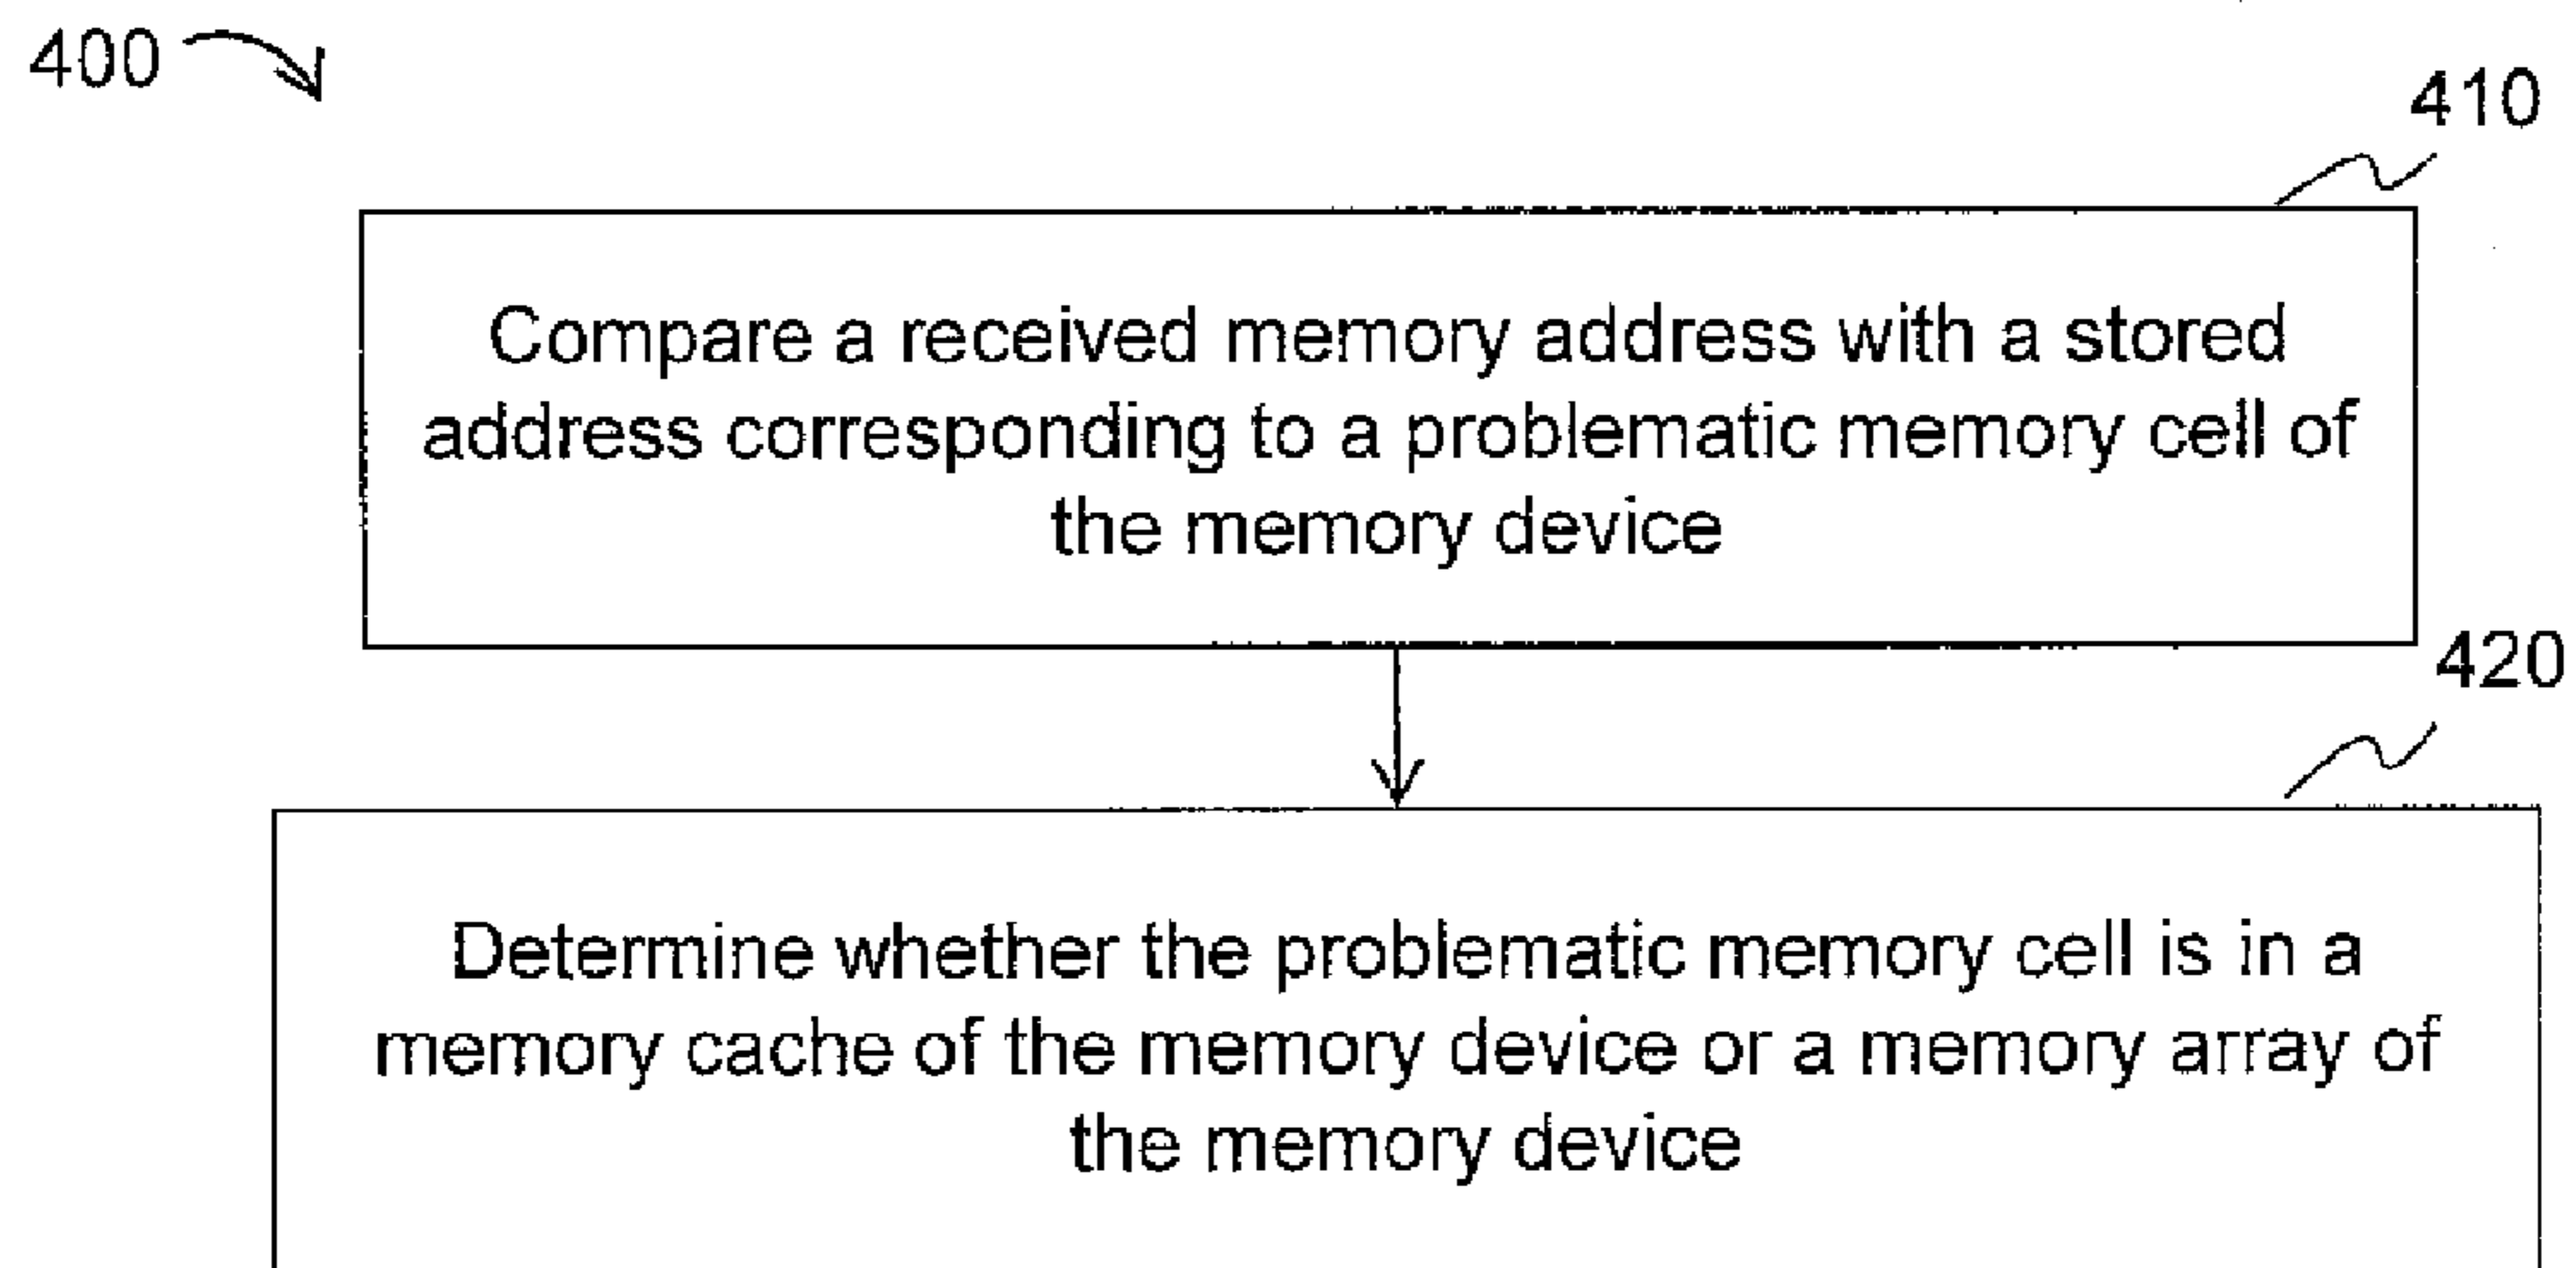 400
410
Compare a received memory address with a stored
address corresponding to a problematic memory cell of
the memory device
420
Determine whether the problematic memory cell is in a
memory cache of the memory device or a memory array of
the memory device